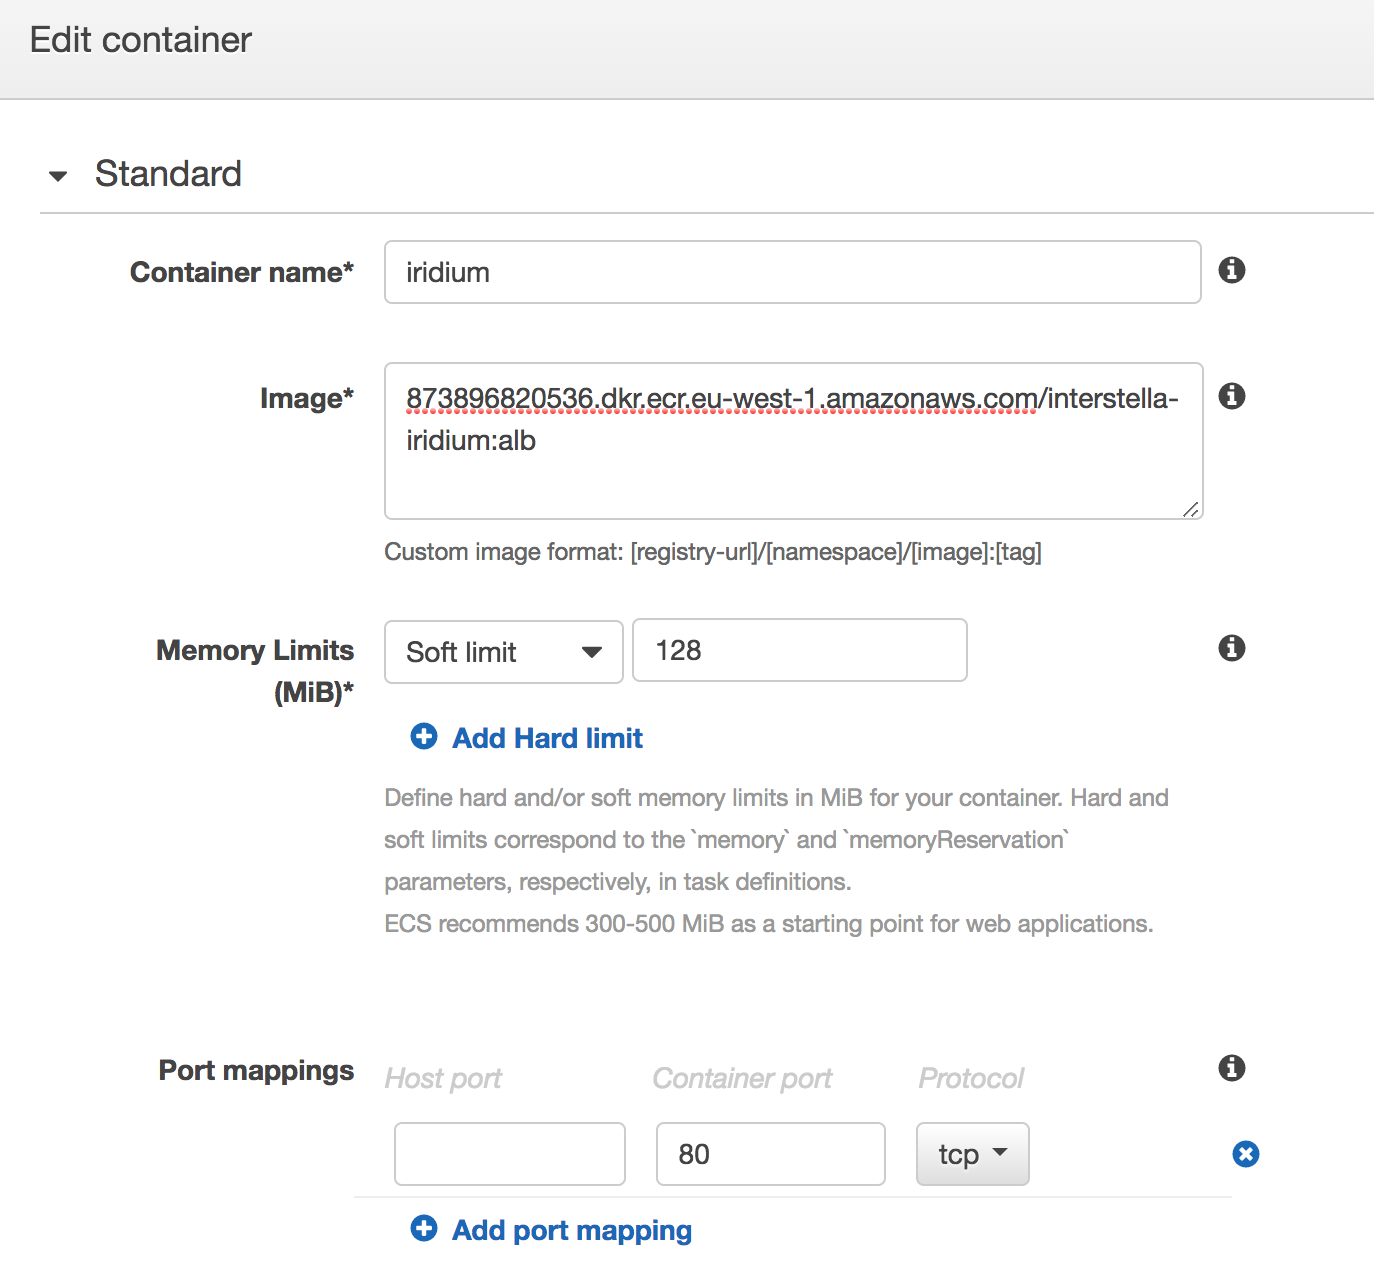 Edit container
Standard
Container name*
iridium
Image*
873896820536.dkr.ecr.eu-west-1.amazonaws.com/interstella-
iridium:alb
Custom image format: [registry-url]/[namespace]/[image]:[tag]
Memory Limits
(MiB)*
Soft limit
128
Add Hard limit
Define hard and/or soft memory limits in MiB for your container. Hard and
soft limits correspond to the `memory` and `memoryReservation`
parameters, respectively, in task definitions.
ECS recommends 300-500 MiB as a starting point for web applications.
Port mappings
Host port
Container port
Protocol
80
tcp
Add port mapping